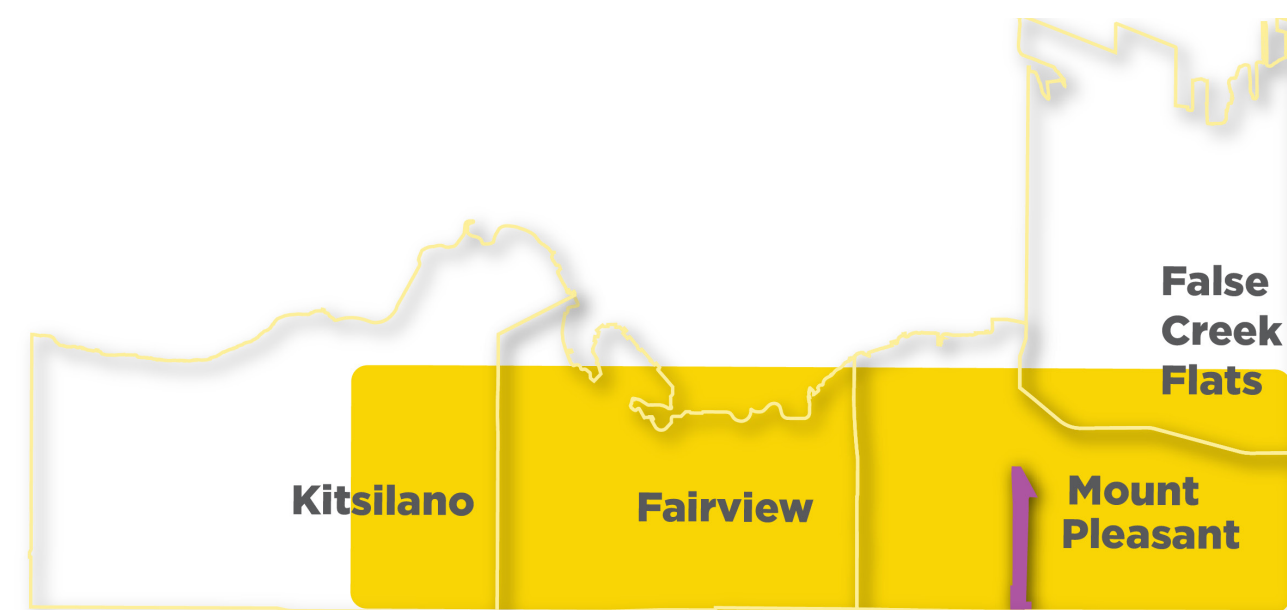 False
Creek
Flats
Kitsilano
Fairview
Mount
Pleasant